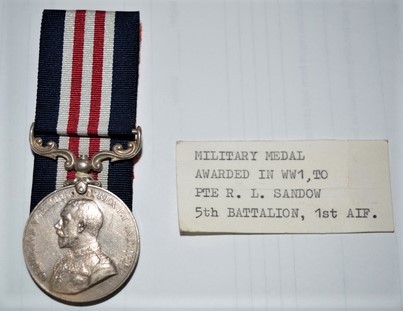 MILITARY MEDAL
AWARDED IN WW1,TO
PTE R. L. SANDOW
5th BATTALION, 1st AIF.